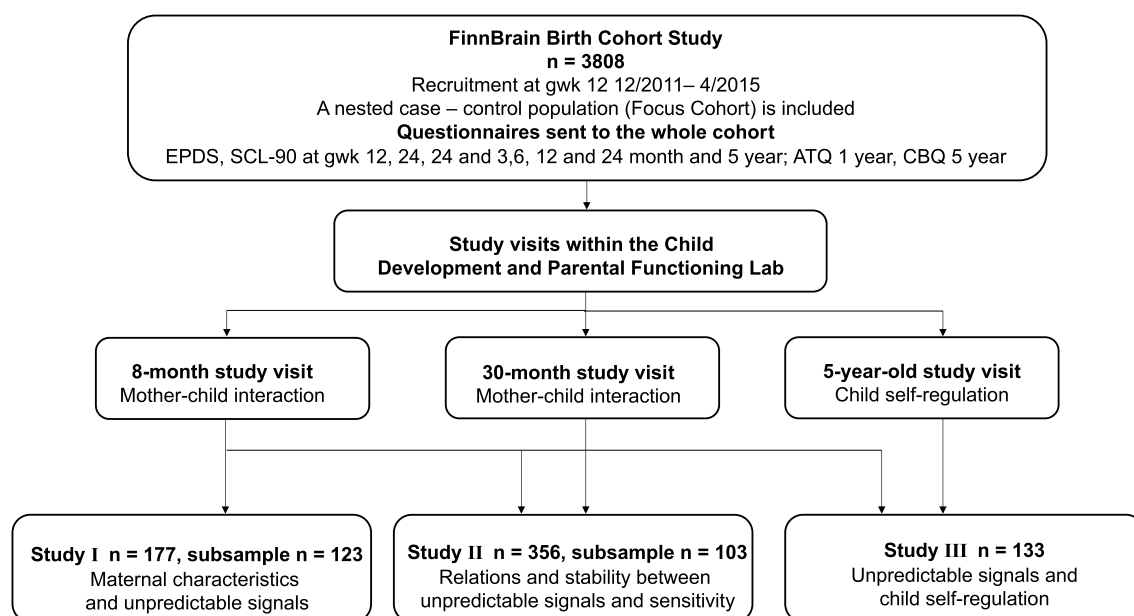 FinnBrain Birth Cohort Study
n = 3808
Recruitment at gwk 12 12/2011– 4/2015
A nested case – control population (Focus Cohort) is included
Questionnaires sent to the whole cohort
EPDS, SCL-90 at gwk 12, 24, 24 and 3,6, 12 and 24 month and 5 year; ATQ 1 year, CBQ 5 year
Study visits within the Child
Development and Parental Functioning Lab
8-month study visit
Mother-child interaction
30-month study visit
Mother-child interaction
5-year-old study visit
Child self-regulation
Study I n = 177, subsample n = 123
Maternal characteristics
and unpredictable signals
Study II n = 356, subsample n = 103
Relations and stability between
unpredictable signals and sensitivity
Study III n = 133
Unpredictable signals and
child self-regulation